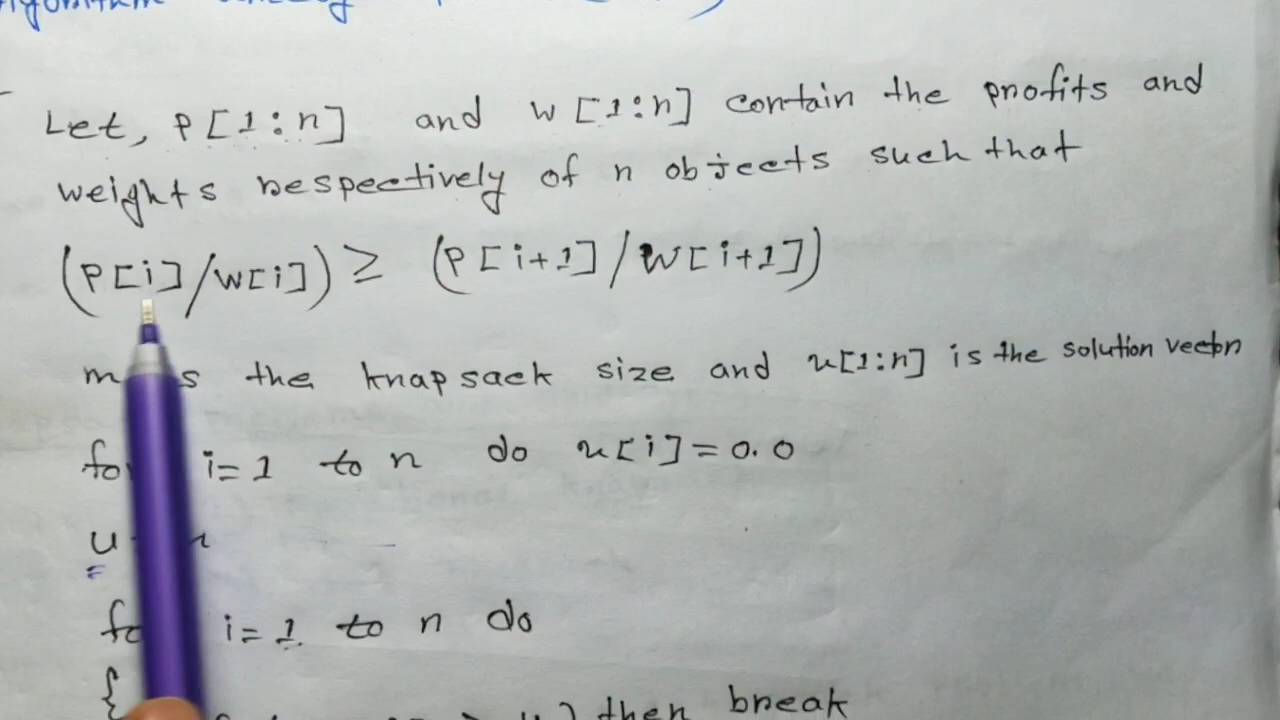 Let, P[1:n] and W[1:n] contain the profits and
weights respectively of n objects such that
(P[i]/W[i]) ≥ (P[i+1]/W[i+1])
the knapsack size and x[1:n] is the solution vector
i=1 to n do x[i]=0.0
u
i=1 to n do
{ then break